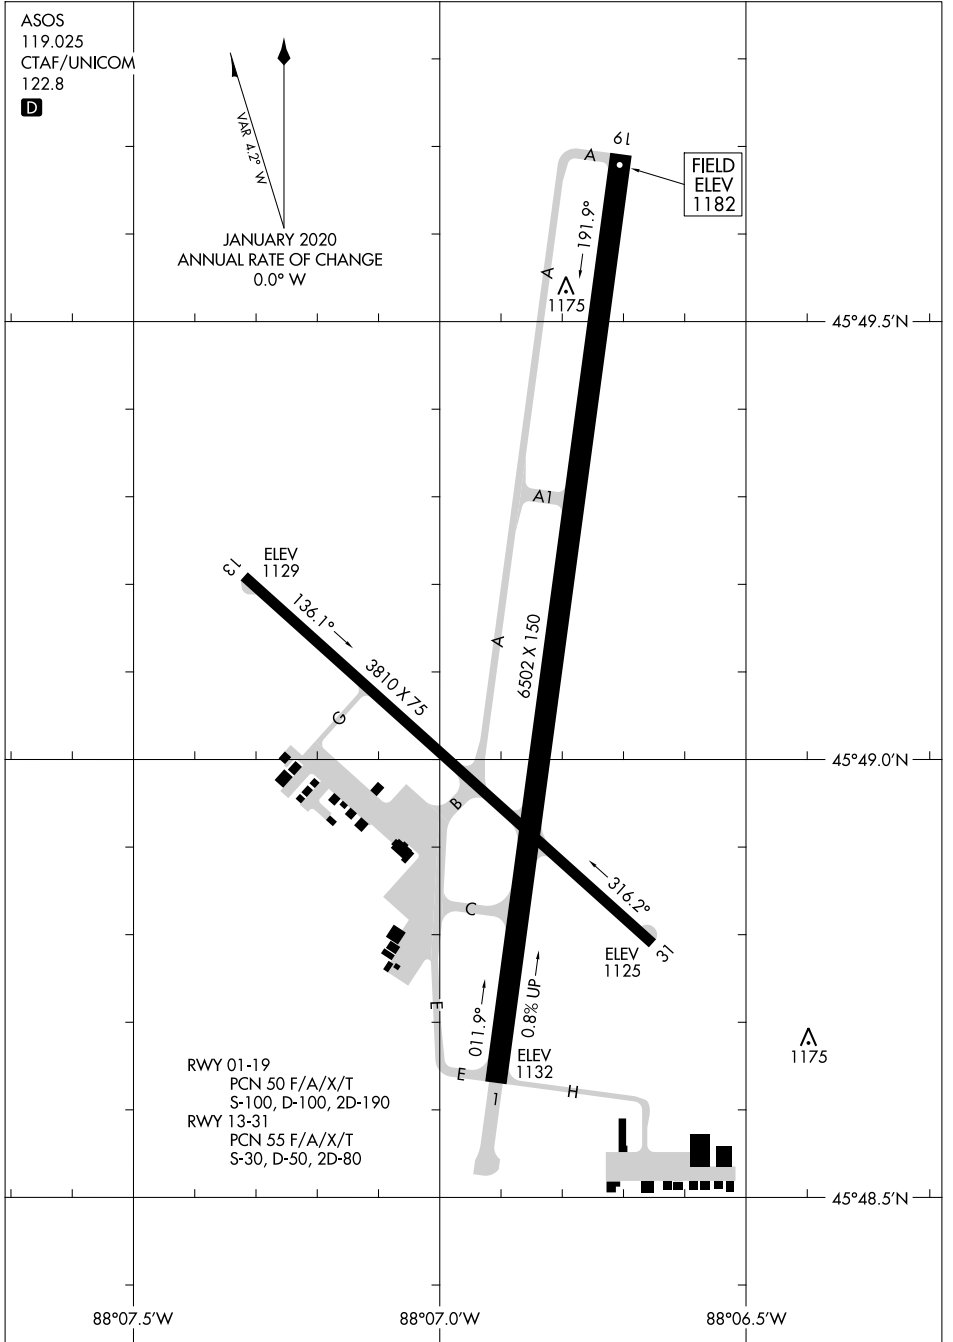 ASOS
119.025
CTAF/UNICOM
122.8
D
VAR 4.2° W
JANUARY 2020
ANNUAL RATE OF CHANGE
0.0° W
19
A
FIELD
ELEV
1182
191.9°
A
1175
45°49.5'N
A1
ELEV
1129
13
136.1°
3810 X 75
A
6502 X 150
G
45°49.0'N
B
316.2°
C
31
ELEV
1125
E
011.9°
0.8% UP
1175
ELEV
1132
E
H
1
RWY 01-19
PCN 50 F/A/X/T
S-100, D-100, 2D-190
RWY 13-31
PCN 55 F/A/X/T
S-30, D-50, 2D-80
45°48.5'N
88°07.5'W
88°07.0'W
88°06.5'W